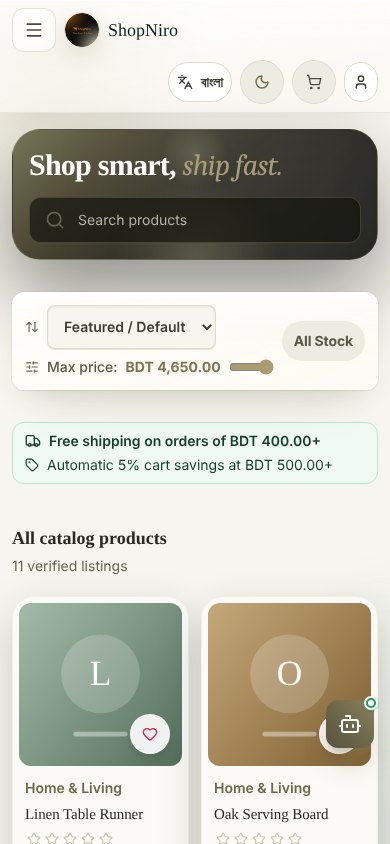 ShopNiro
বাংলা
Shop smart, ship fast.
Search products
Featured / Default
All Stock
Max price: BDT 4,650.00
Free shipping on orders of BDT 400.00+
Automatic 5% cart savings at BDT 500.00+
All catalog products
11 verified listings
L
O
Home & Living
Home & Living
Linen Table Runner
Oak Serving Board